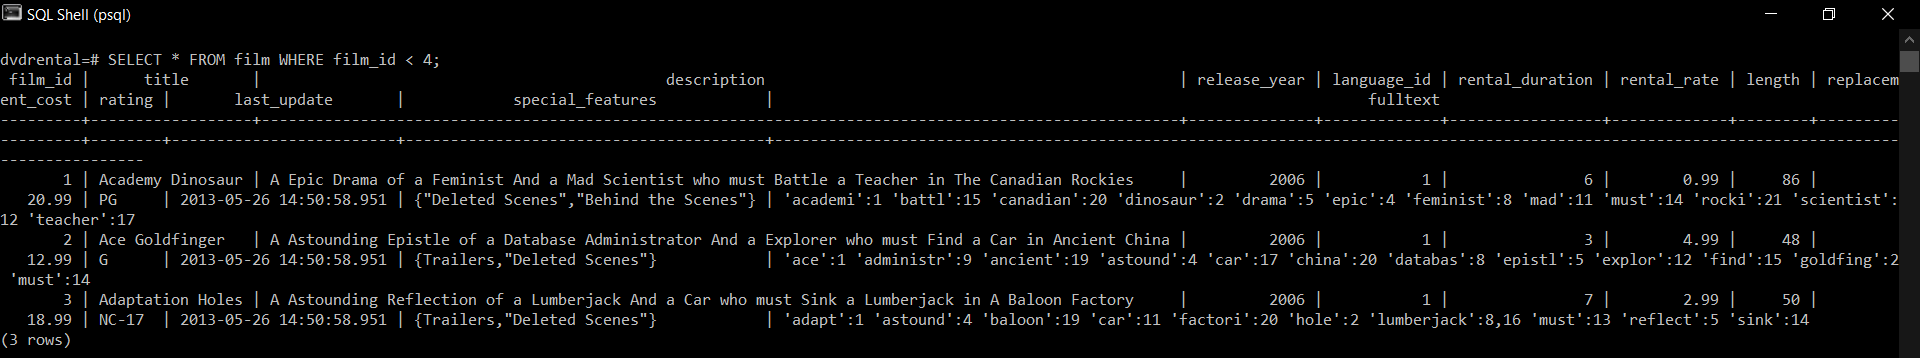 SQL Shell (psql)
dvdrental=# SELECT * FROM film WHERE film_id < 4;
 film_id |      title       |                                            description                                             | release_year | language_id | rental_duration | rental_rate | length | replacem
ent_cost | rating |       last_update       |            special_features            |                                                                 fulltext
---------+------------------+----------------------------------------------------------------------------------------------------+--------------+-------------+-----------------+-------------+--------+---------
---------+--------+-------------------------+----------------------------------------+---------------------------------------------------------------------------------------------------------------------------
----------------
       1 | Academy Dinosaur | A Epic Drama of a Feminist And a Mad Scientist who must Battle a Teacher in The Canadian Rockies     |         2006 |           1 |               6 |        0.99 |     86 |
   20.99 | PG     | 2013-05-26 14:50:58.951 | {"Deleted Scenes","Behind the Scenes"} | 'academi':1 'battl':15 'canadian':20 'dinosaur':2 'drama':5 'epic':4 'feminist':8 'mad':11 'must':14 'rocki':21 'scientist':
12 'teacher':17
       2 | Ace Goldfinger   | A Astounding Epistle of a Database Administrator And a Explorer who must Find a Car in Ancient China |         2006 |           1 |               3 |        4.99 |     48 |
   12.99 | G      | 2013-05-26 14:50:58.951 | {Trailers,"Deleted Scenes"}            | 'ace':1 'administr':9 'ancient':19 'astound':4 'car':17 'china':20 'databas':8 'epistl':5 'explor':12 'find':15 'goldfing':2
 'must':14
       3 | Adaptation Holes | A Astounding Reflection of a Lumberjack And a Car who must Sink a Lumberjack in A Baloon Factory     |         2006 |           1 |               7 |        2.99 |     50 |
   18.99 | NC-17  | 2013-05-26 14:50:58.951 | {Trailers,"Deleted Scenes"}            | 'adapt':1 'astound':4 'baloon':19 'car':11 'factori':20 'hole':2 'lumberjack':8,16 'must':13 'reflect':5 'sink':14
(3 rows)